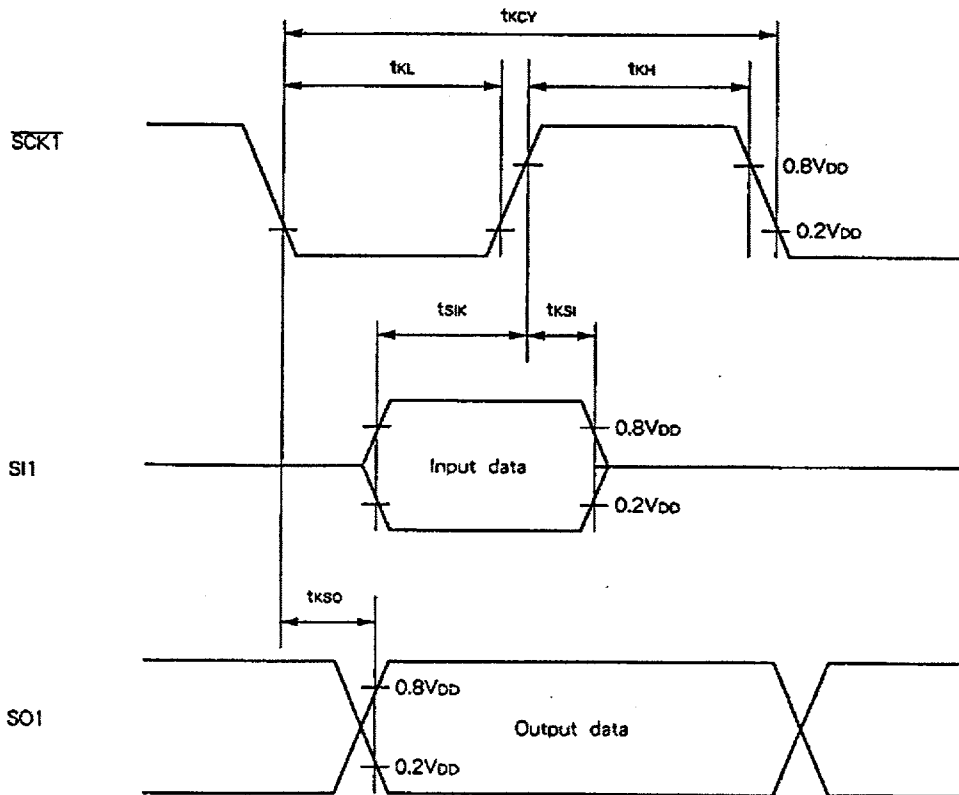 tKCY
tKL
tKH
SCK1
0.8VDD
0.2VDD
tSIK
tKSI
SI1
0.8VDD
Input data
0.2VDD
tKSO
SO1
0.8VDD
Output data
0.2VDD